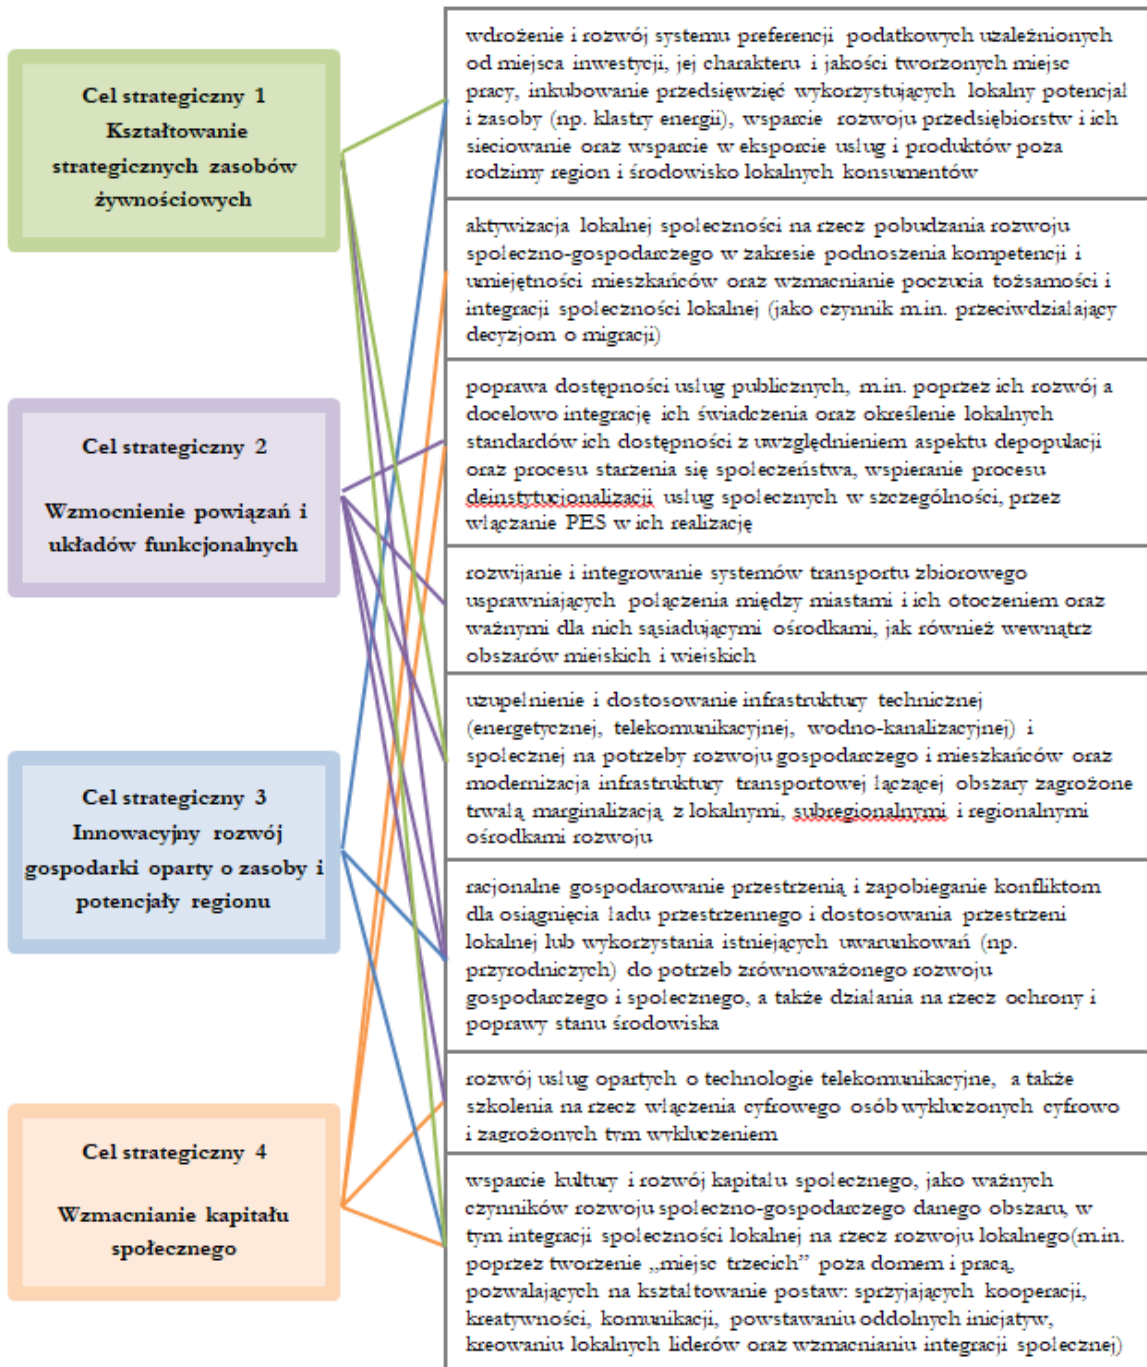 Cel strategiczny 1
Kształtowanie
strategicznych zasobów
żywnościowych
Cel strategiczny 2
Wzmocnienie powiązań i
układów funkcjonalnych
Cel strategiczny 3
Innowacyjny rozwój
gospodarki oparty o zasoby i
potencjały regionu
Cel strategiczny 4
Wzmacnianie kapitału
społecznego
wdrożenie i rozwój systemu preferencji podatkowych uzależnionych
od miejsca inwestycji, jej charakteru i jakości tworzonych miejsc
pracy, inkubowanie przedsięwzięć wykorzystujących lokalny potencjał
i zasoby (np. klastry energii), wsparcie rozwoju przedsiębiorstw i ich
sieciowanie oraz wsparcie w eksporcie usług i produktów poza
rodzimy region i środowisko lokalnych konsumentów
aktywizacja lokalnej społeczności na rzecz pobudzania rozwoju
społeczno-gospodarczego w zakresie podnoszenia kompetencji i
umiejętności mieszkańców oraz wzmacnianie poczucia tożsamości i
integracji społeczności lokalnej (jako czynnik m.in. przeciwdziałający
decyzjom o migracji)
poprawa dostępności usług publicznych, m.in. poprzez ich rozwój a
docelowo integrację ich świadczenia oraz określenie lokalnych
standardów ich dostępności z uwzględnieniem aspektu depopulacji
oraz procesu starzenia się społeczeństwa, wspieranie procesu
deinstytucjonalizacji usług społecznych w szczególności, przez
włączanie PES w ich realizację
rozwijanie i integrowanie systemów transportu zbiorowego
usprawniających połączenia między miastami i ich otoczeniem oraz
ważnymi dla nich sąsiadującymi ośrodkami, jak również wewnątrz
obszarów miejskich i wiejskich
uzupełnienie i dostosowanie infrastruktury technicznej
(energetycznej, telekomunikacyjnej, wodno-kanalizacyjnej) i
społecznej na potrzeby rozwoju gospodarczego i mieszkańców oraz
modernizacja infrastruktury transportowej łączącej obszary zagrożone
trwałą marginalizacją z lokalnymi, subregionalnymi i regionalnymi
ośrodkami rozwoju
racjonalne gospodarowanie przestrzenią i zapobieganie konfliktom
dla osiągnięcia ładu przestrzennego i dostosowania przestrzeni
lokalnej lub wykorzystania istniejących uwarunkowań (np.
przyrodniczych) do potrzeb zrównoważonego rozwoju
gospodarczego i społecznego, a także działania na rzecz ochrony i
poprawy stanu środowiska
rozwój usług opartych o technologie telekomunikacyjne, a także
szkolenia na rzecz włączenia cyfrowego osób wykluczonych cyfrowo
i zagrożonych tym wykluczeniem
wsparcie kultury i rozwój kapitału społecznego, jako ważnych
czynników rozwoju społeczno-gospodarczego danego obszaru, w
tym integracji społeczności lokalnej na rzecz rozwoju lokalnego(m.in.
poprzez tworzenie „miejsc trzecich” poza domem i pracą,
pozwalających na kształtowanie postaw: sprzyjających kooperacji,
kreatywności, komunikacji, powstawaniu oddolnych inicjatyw,
kreowaniu lokalnych liderów oraz wzmacnianiu integracji społecznej)